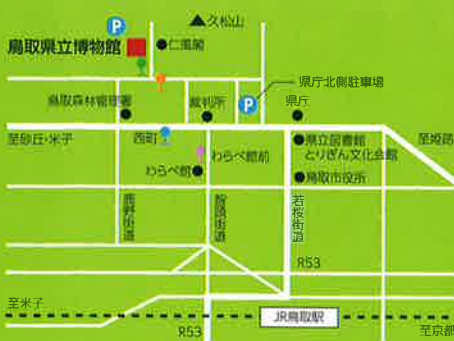 P
▲久松山
鳥取県立博物館
●仁風閣
県庁北側駐車場
鳥取森林管理署
裁判所
P
県庁
至砂丘・米子
西町
県立図書館
とりぎん文化会館
至姫路
わらべ館前
わらべ館
鳥取市役所
鹿野街道
智頭街道
若桜街道
R53
至米子
JR鳥取駅
R53
至京都